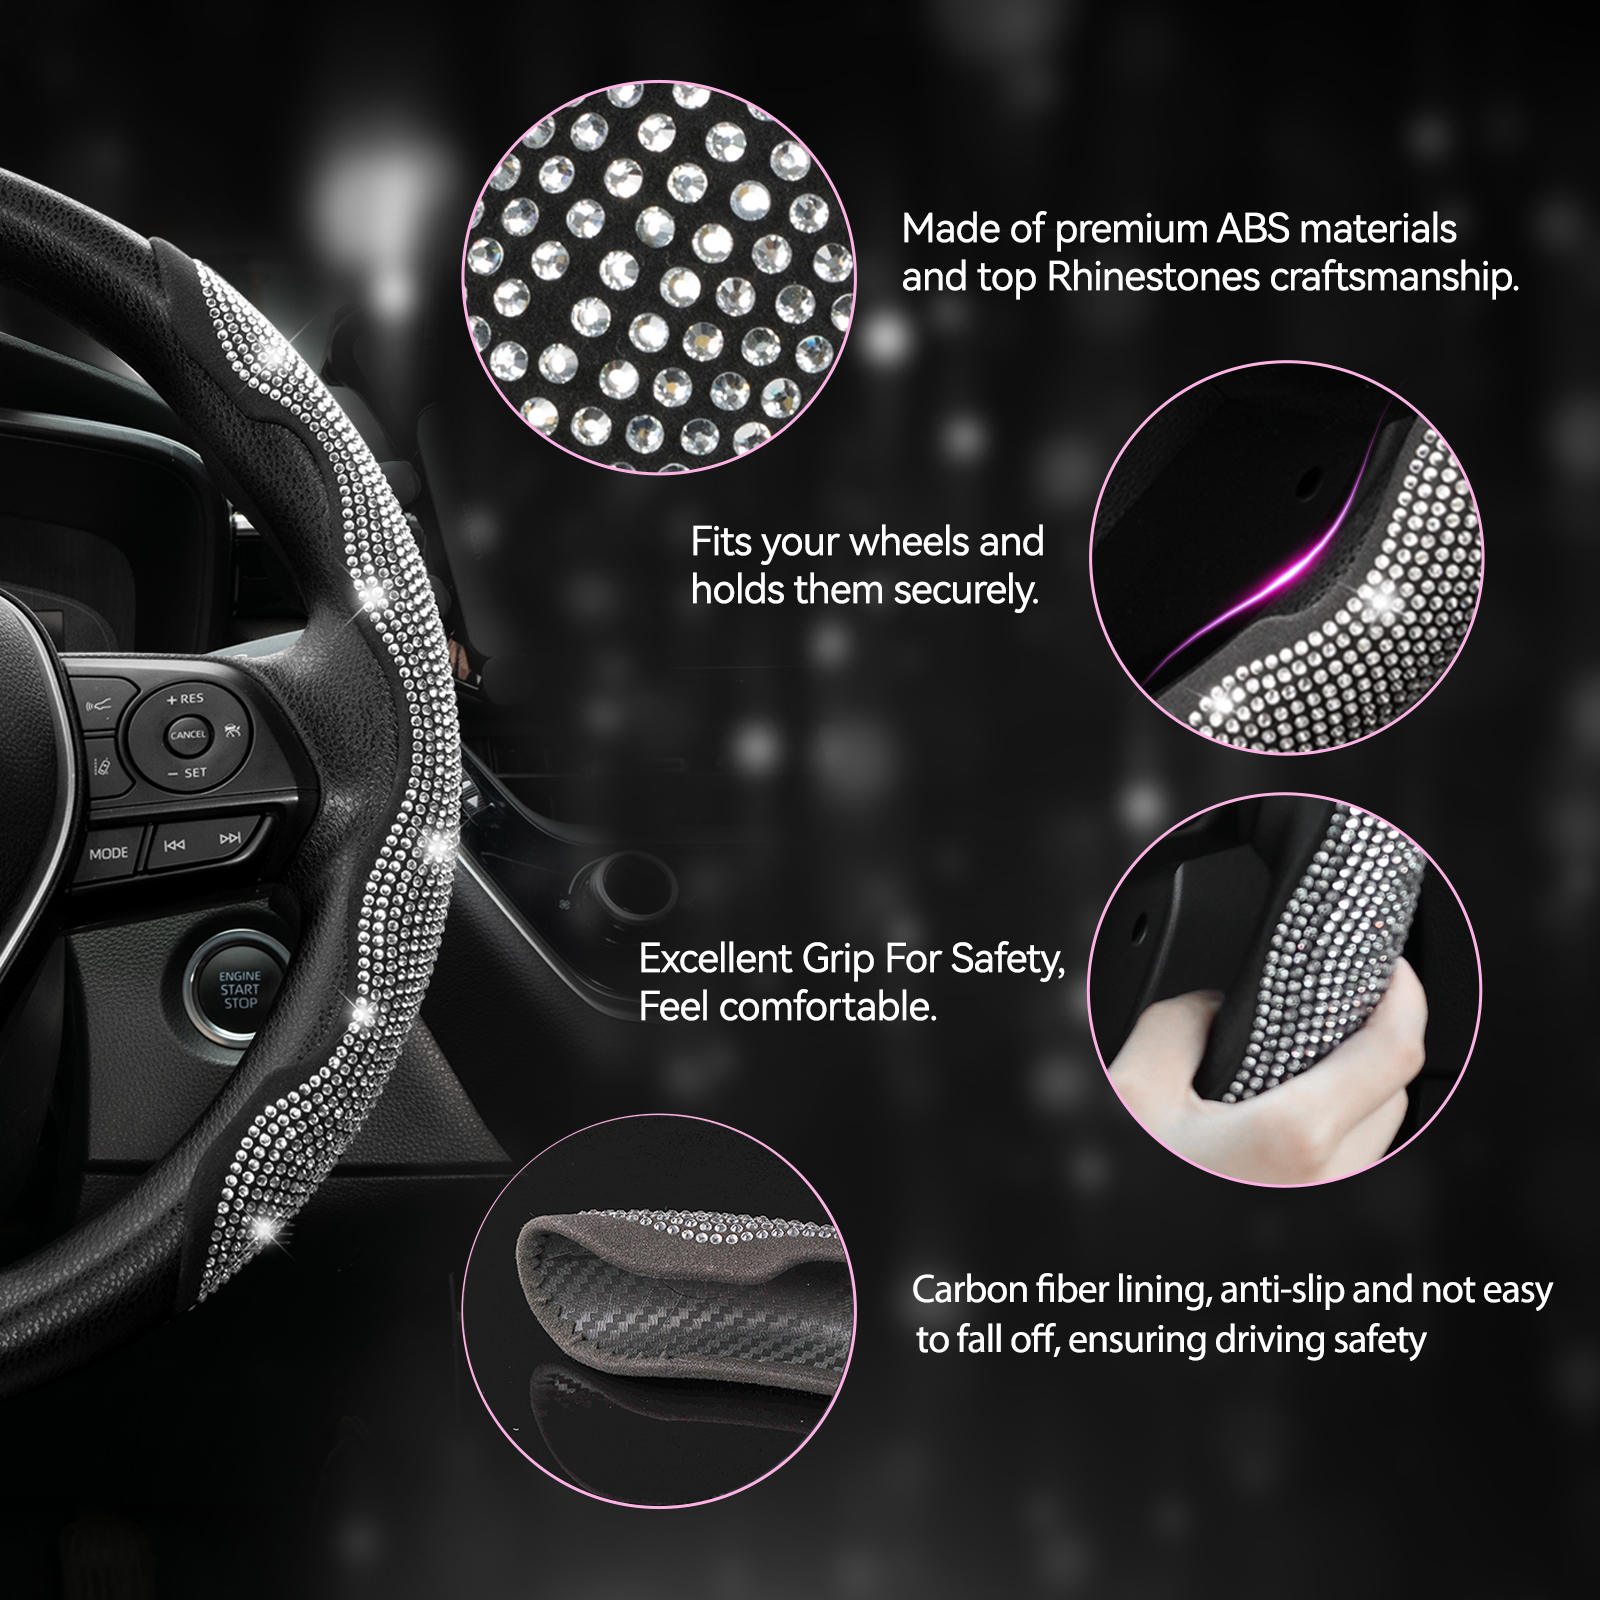 Made of premium ABS materials
and top Rhinestones craftsmanship.
Fits your wheels and
holds them securely.
+ RES
CANCEL
− SET
MODE
ENGINE
START
STOP
Excellent Grip For Safety,
Feel comfortable.
Carbon fiber lining, anti-slip and not easy
to fall off, ensuring driving safety